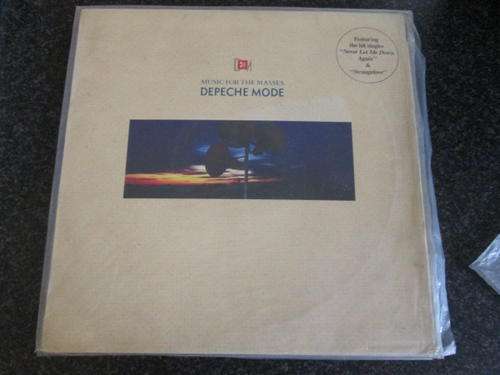 MUSIC FOR THE MASSES
DEPECHE MODE
Featuring
the hit singles
"Never Let Me Down
Again"
&
"Strangelove"